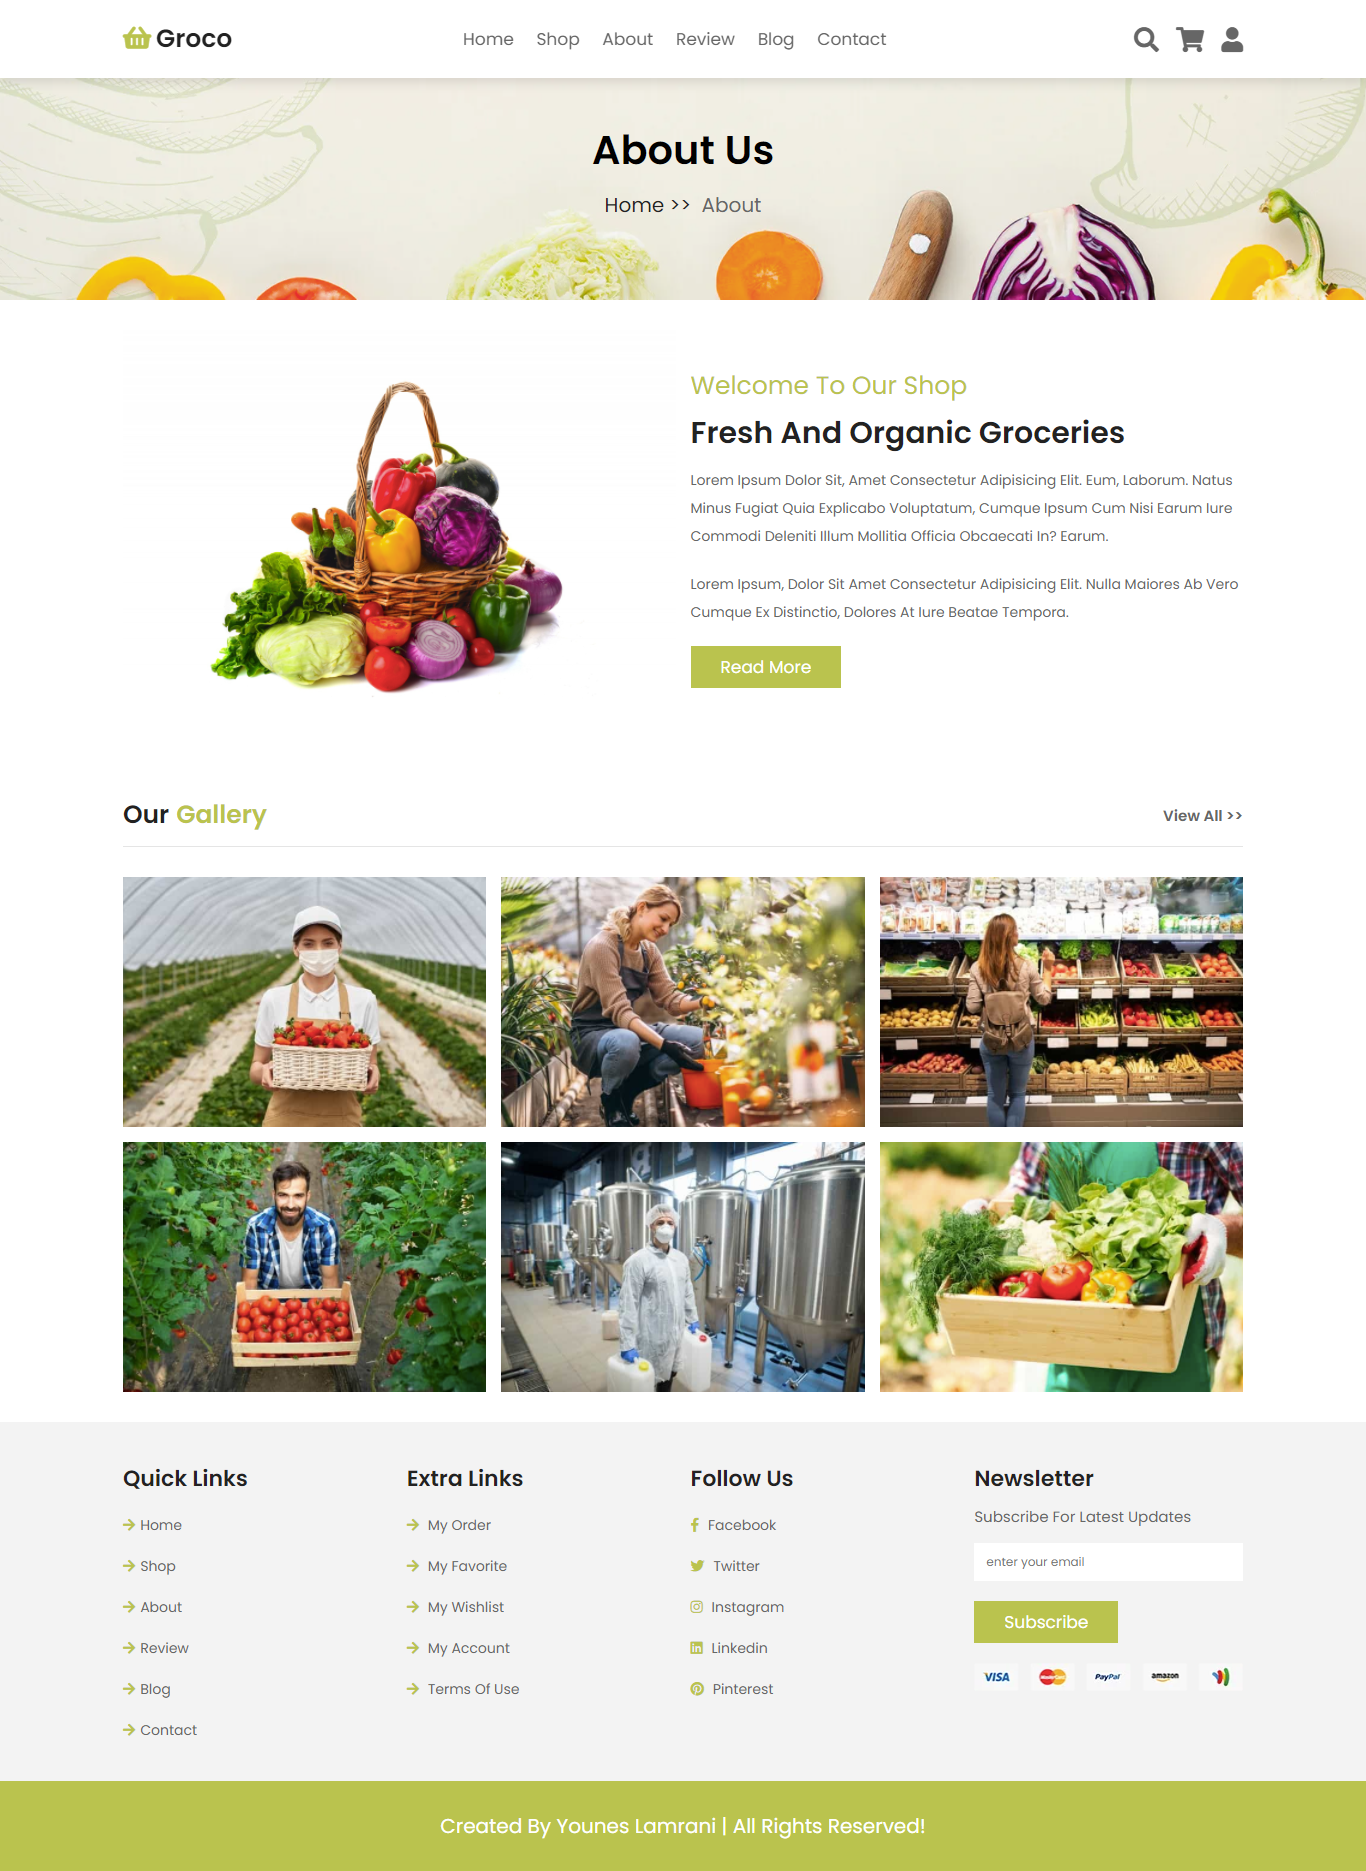 Groco
Home Shop About Review Blog Contact
About Us
Home >> About
Welcome To Our Shop
Fresh And Organic Groceries
Lorem Ipsum Dolor Sit, Amet Consectetur Adipisicing Elit. Eum, Laborum. Natus
Minus Fugiat Quia Explicabo Voluptatum, Cumque Ipsum Cum Nisi Earum Iure
Commodi Deleniti Illum Mollitia Officia Obcaecati In? Earum.
Lorem Ipsum, Dolor Sit Amet Consectetur Adipisicing Elit. Nulla Maiores Ab Vero
Cumque Ex Distinctio, Dolores At Iure Beatae Tempora.
Read More
Our Gallery
View All >>
Quick Links
Home
Shop
About
Review
Blog
Contact
Extra Links
My Order
My Favorite
My Wishlist
My Account
Terms Of Use
Follow Us
Facebook
Twitter
Instagram
Linkedin
Pinterest
Newsletter
Subscribe For Latest Updates
enter your email
Subscribe
VISA MasterCard PayPal amazon
Created By Younes Lamrani | All Rights Reserved!